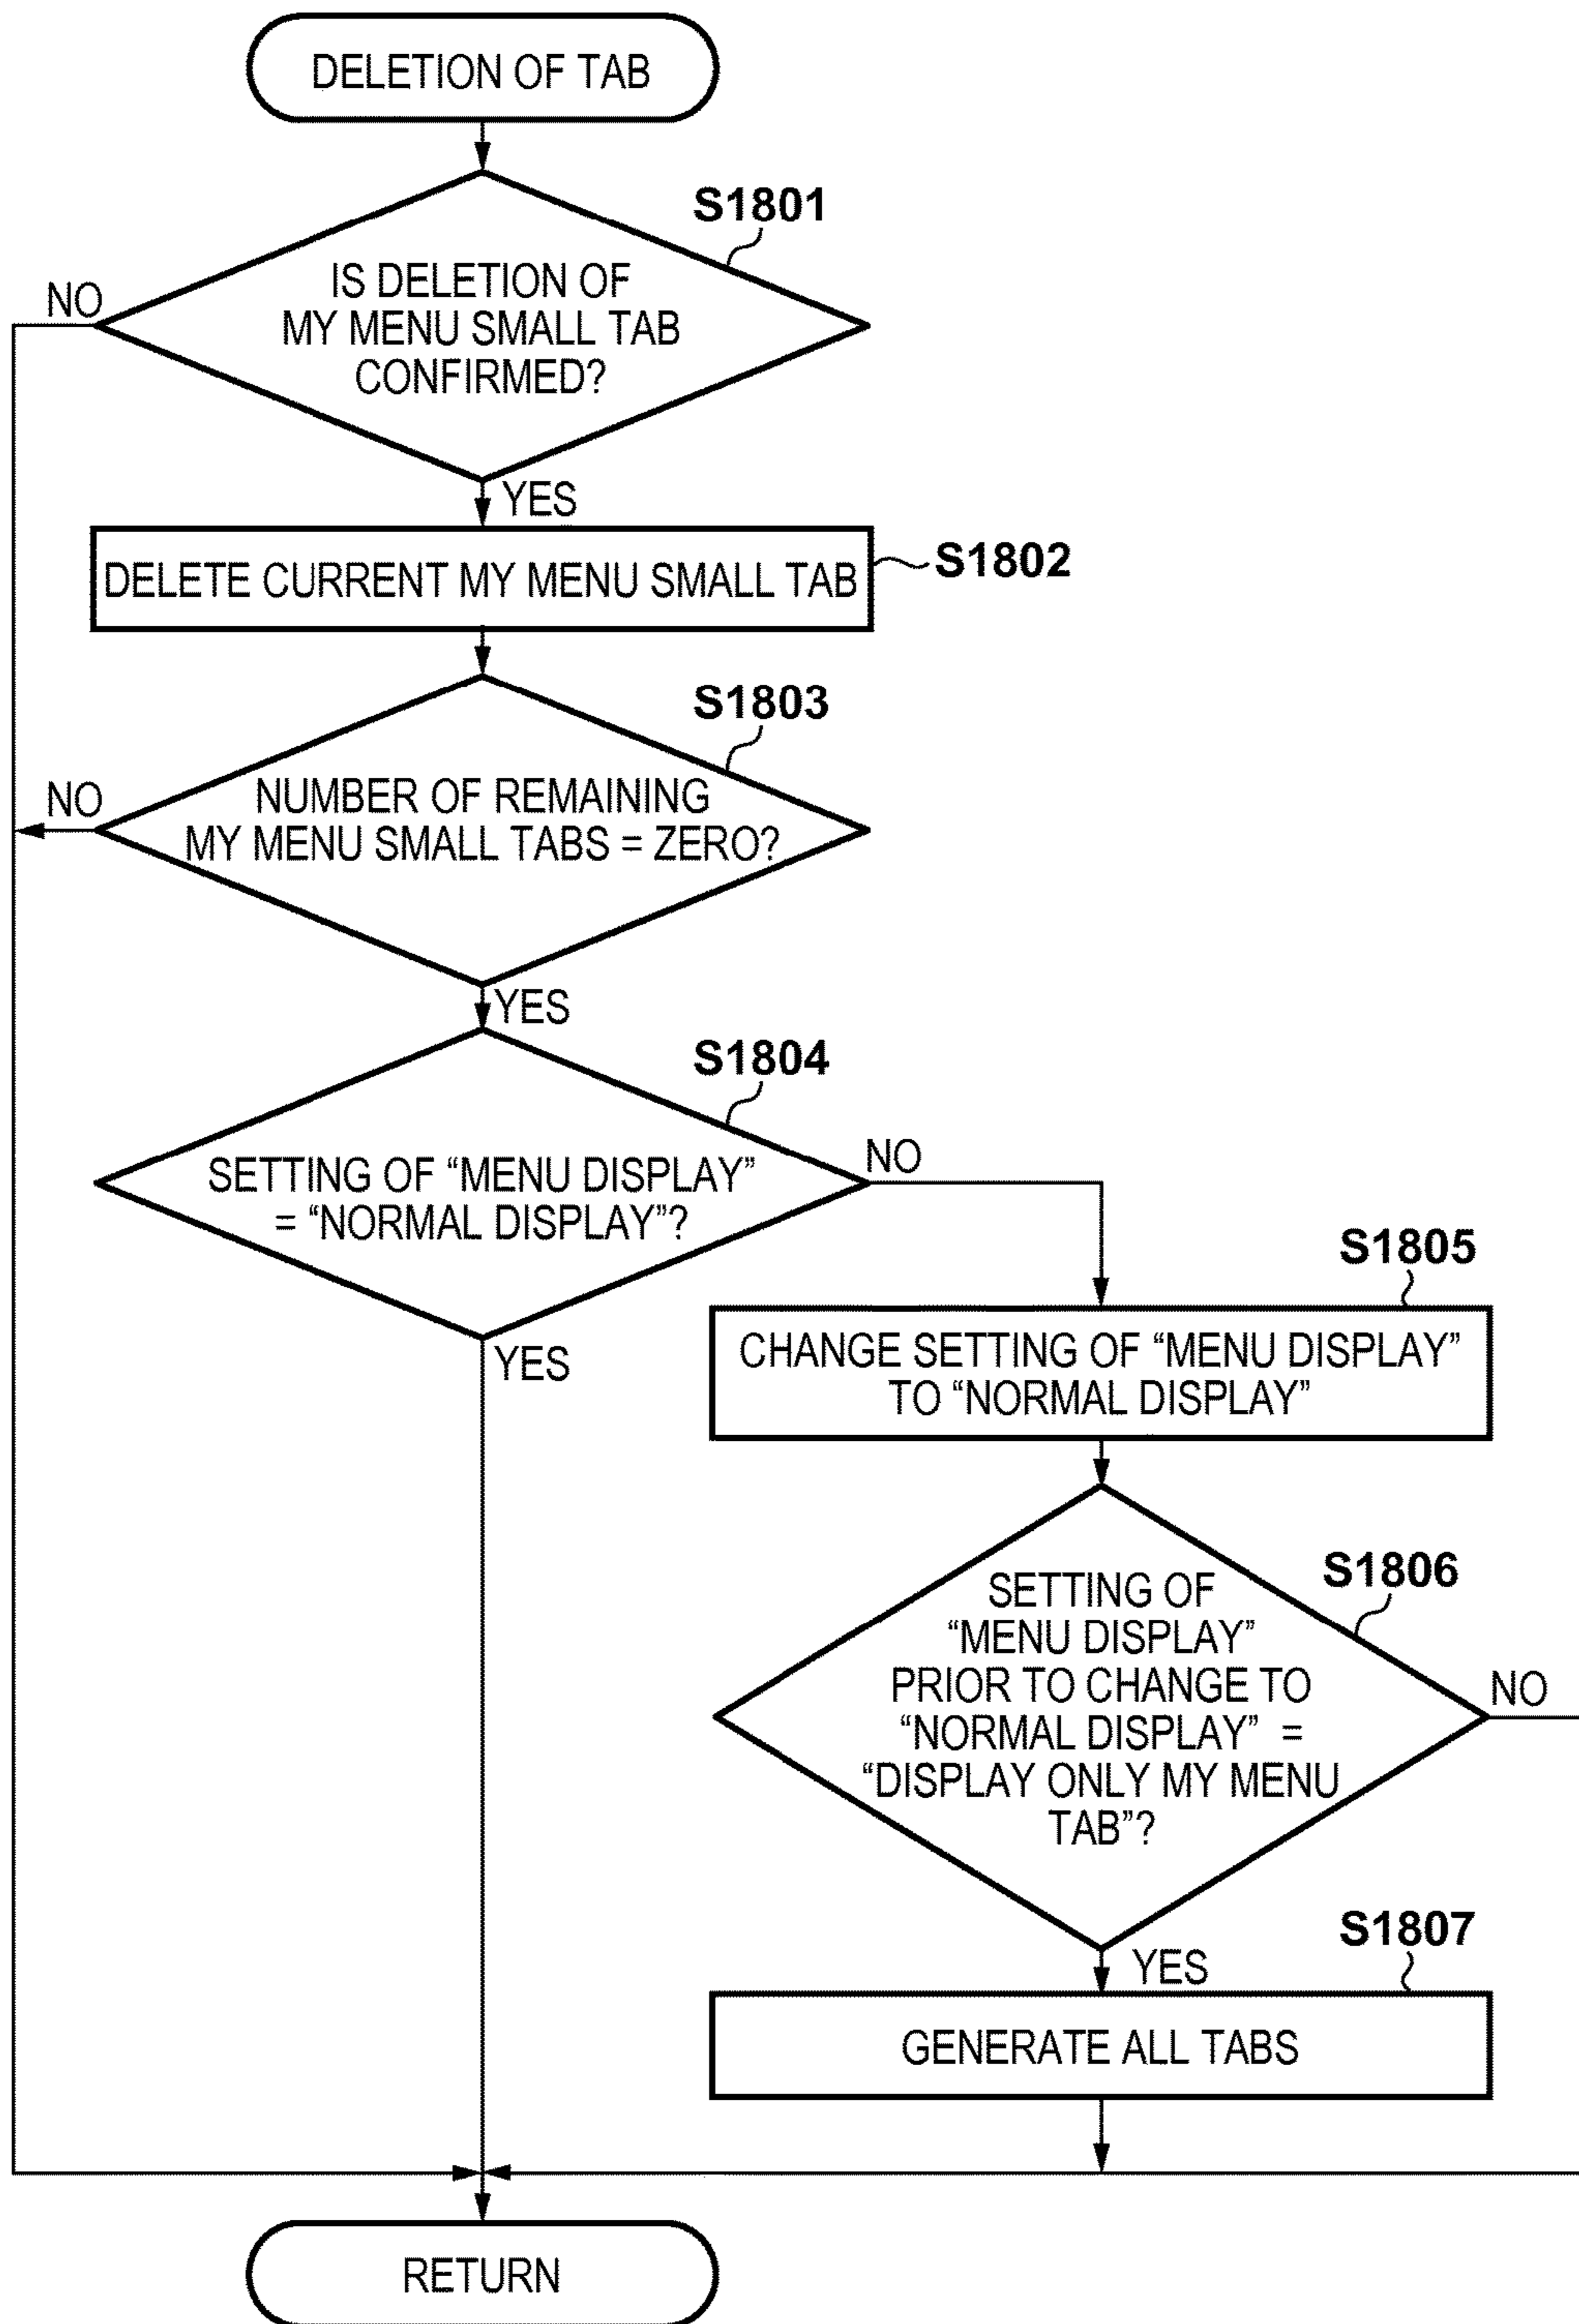 DELETION OF TAB
S1801
IS DELETION OF
MY MENU SMALL TAB
CONFIRMED?
NO
YES
DELETE CURRENT MY MENU SMALL TAB
S1802
S1803
NUMBER OF REMAINING
MY MENU SMALL TABS = ZERO?
NO
YES
S1804
SETTING OF “MENU DISPLAY”
= “NORMAL DISPLAY”?
NO
YES
S1805
CHANGE SETTING OF “MENU DISPLAY”
TO “NORMAL DISPLAY”
S1806
SETTING OF
“MENU DISPLAY”
PRIOR TO CHANGE TO
“NORMAL DISPLAY” =
“DISPLAY ONLY MY MENU
TAB”?
NO
YES
S1807
GENERATE ALL TABS
RETURN